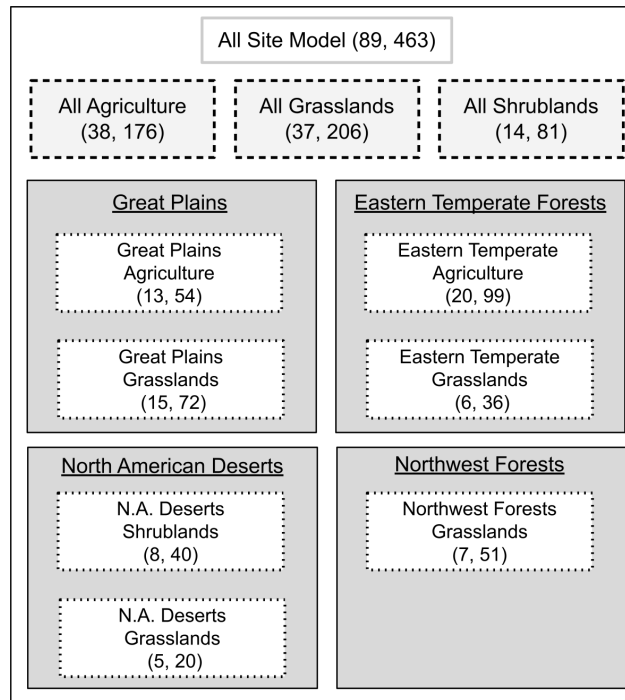 All Site Model (89, 463)
All Agriculture
(38, 176)
All Grasslands
(37, 206)
All Shrublands
(14, 81)
Great Plains
Great Plains
Agriculture
(13, 54)
Great Plains
Grasslands
(15, 72)
Eastern Temperate Forests
Eastern Temperate
Agriculture
(20, 99)
Eastern Temperate
Grasslands
(6, 36)
North American Deserts
N.A. Deserts
Shrublands
(8, 40)
N.A. Deserts
Grasslands
(5, 20)
Northwest Forests
Northwest Forests
Grasslands
(7, 51)